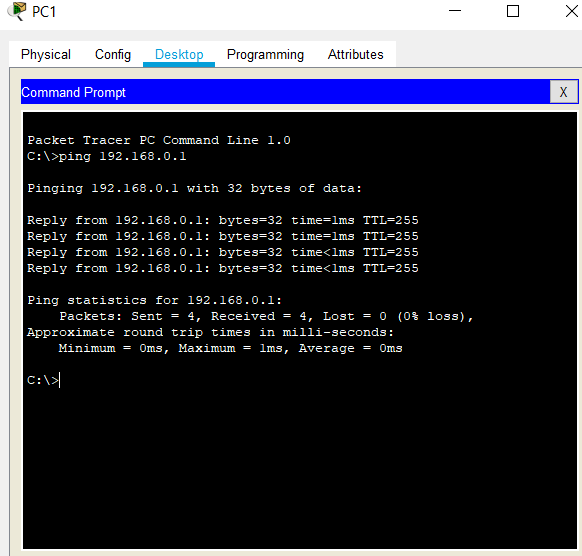 PC1
Physical Config Desktop Programming Attributes
Command Prompt
X
Packet Tracer PC Command Line 1.0
C:\>ping 192.168.0.1
Pinging 192.168.0.1 with 32 bytes of data:
Reply from 192.168.0.1: bytes=32 time=1ms TTL=255
Reply from 192.168.0.1: bytes=32 time=1ms TTL=255
Reply from 192.168.0.1: bytes=32 time<1ms TTL=255
Reply from 192.168.0.1: bytes=32 time<1ms TTL=255
Ping statistics for 192.168.0.1:
Packets: Sent = 4, Received = 4, Lost = 0 (0% loss),
Approximate round trip times in milli-seconds:
Minimum = 0ms, Maximum = 1ms, Average = 0ms
C:\>